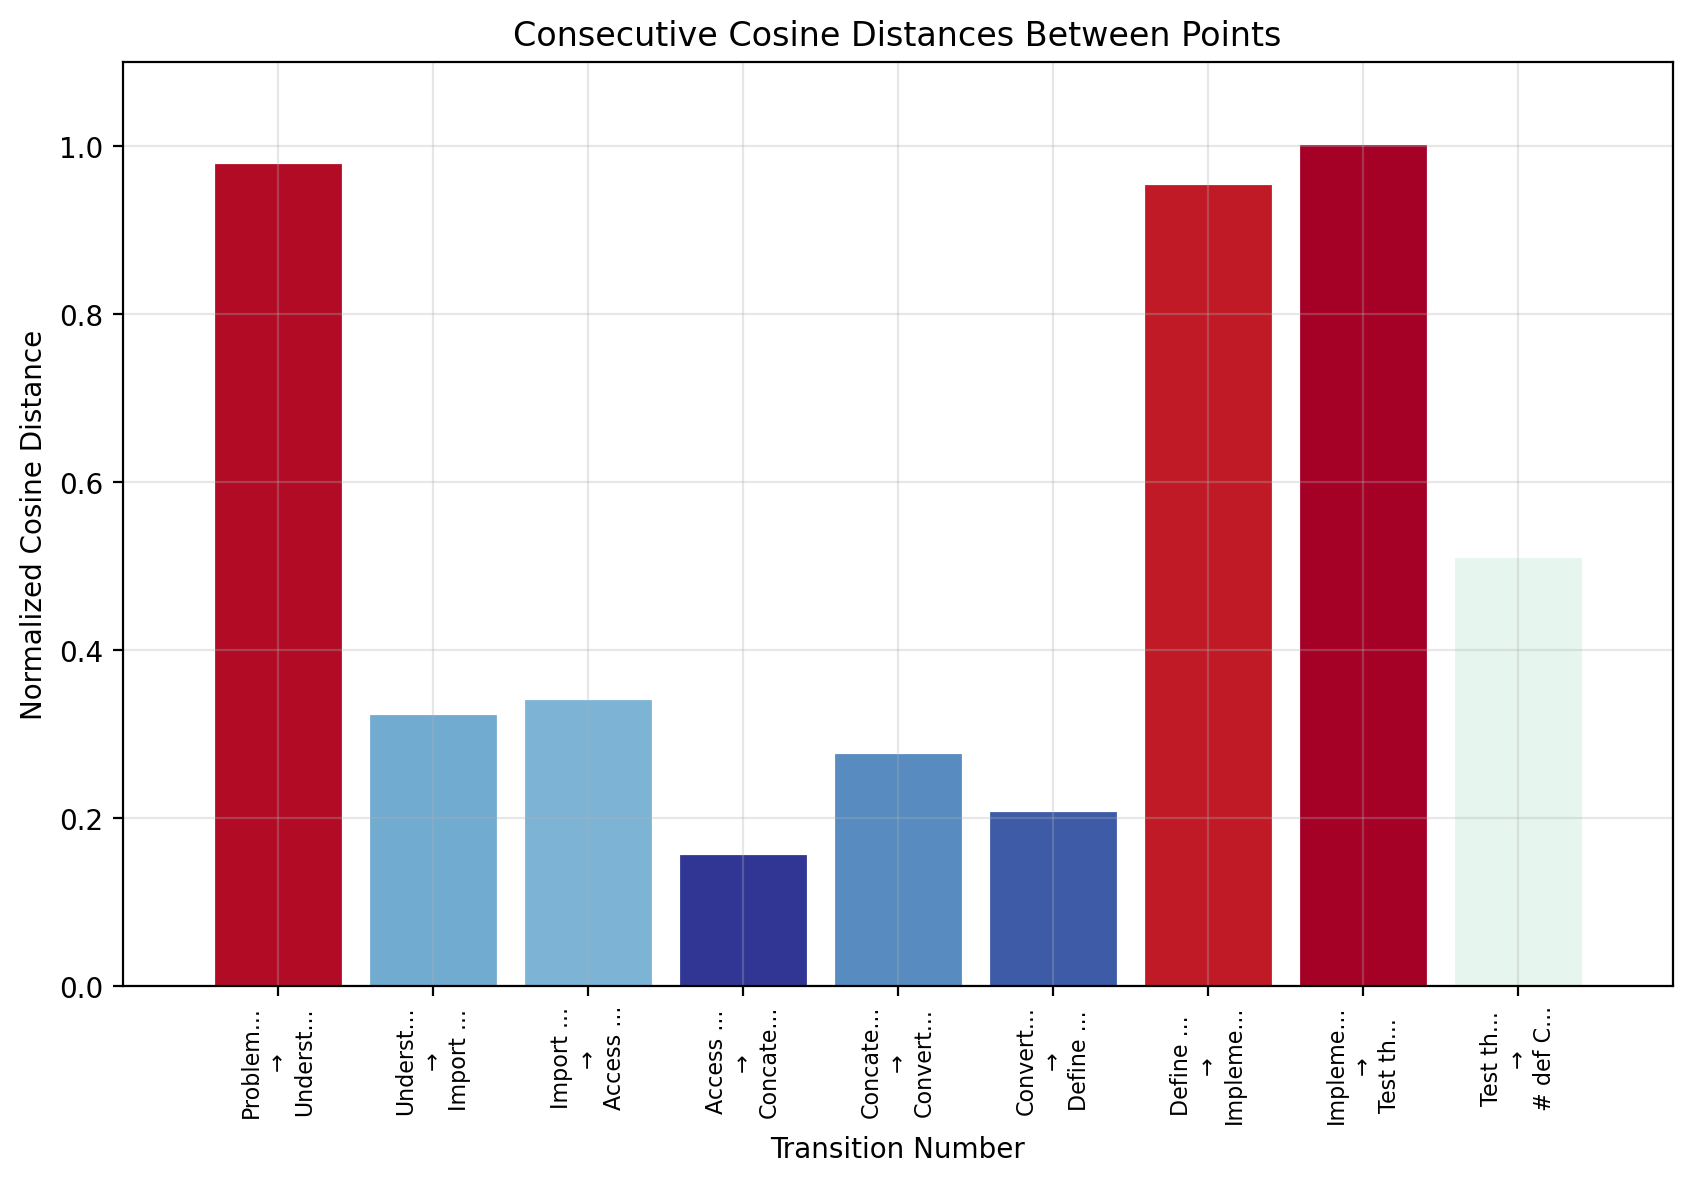 Consecutive Cosine Distances Between Points
Normalized Cosine Distance
1.0
0.8
0.6
0.4
0.2
0.0
Problem...
→
Underst...
Underst...
→
Import ...
Import ...
→
Access ...
Access ...
→
Concate...
Concate...
→
Convert...
Convert...
→
Define ...
Define ...
→
Impleme...
Impleme...
→
Test th...
Test th...
→
# def C...
Transition Number